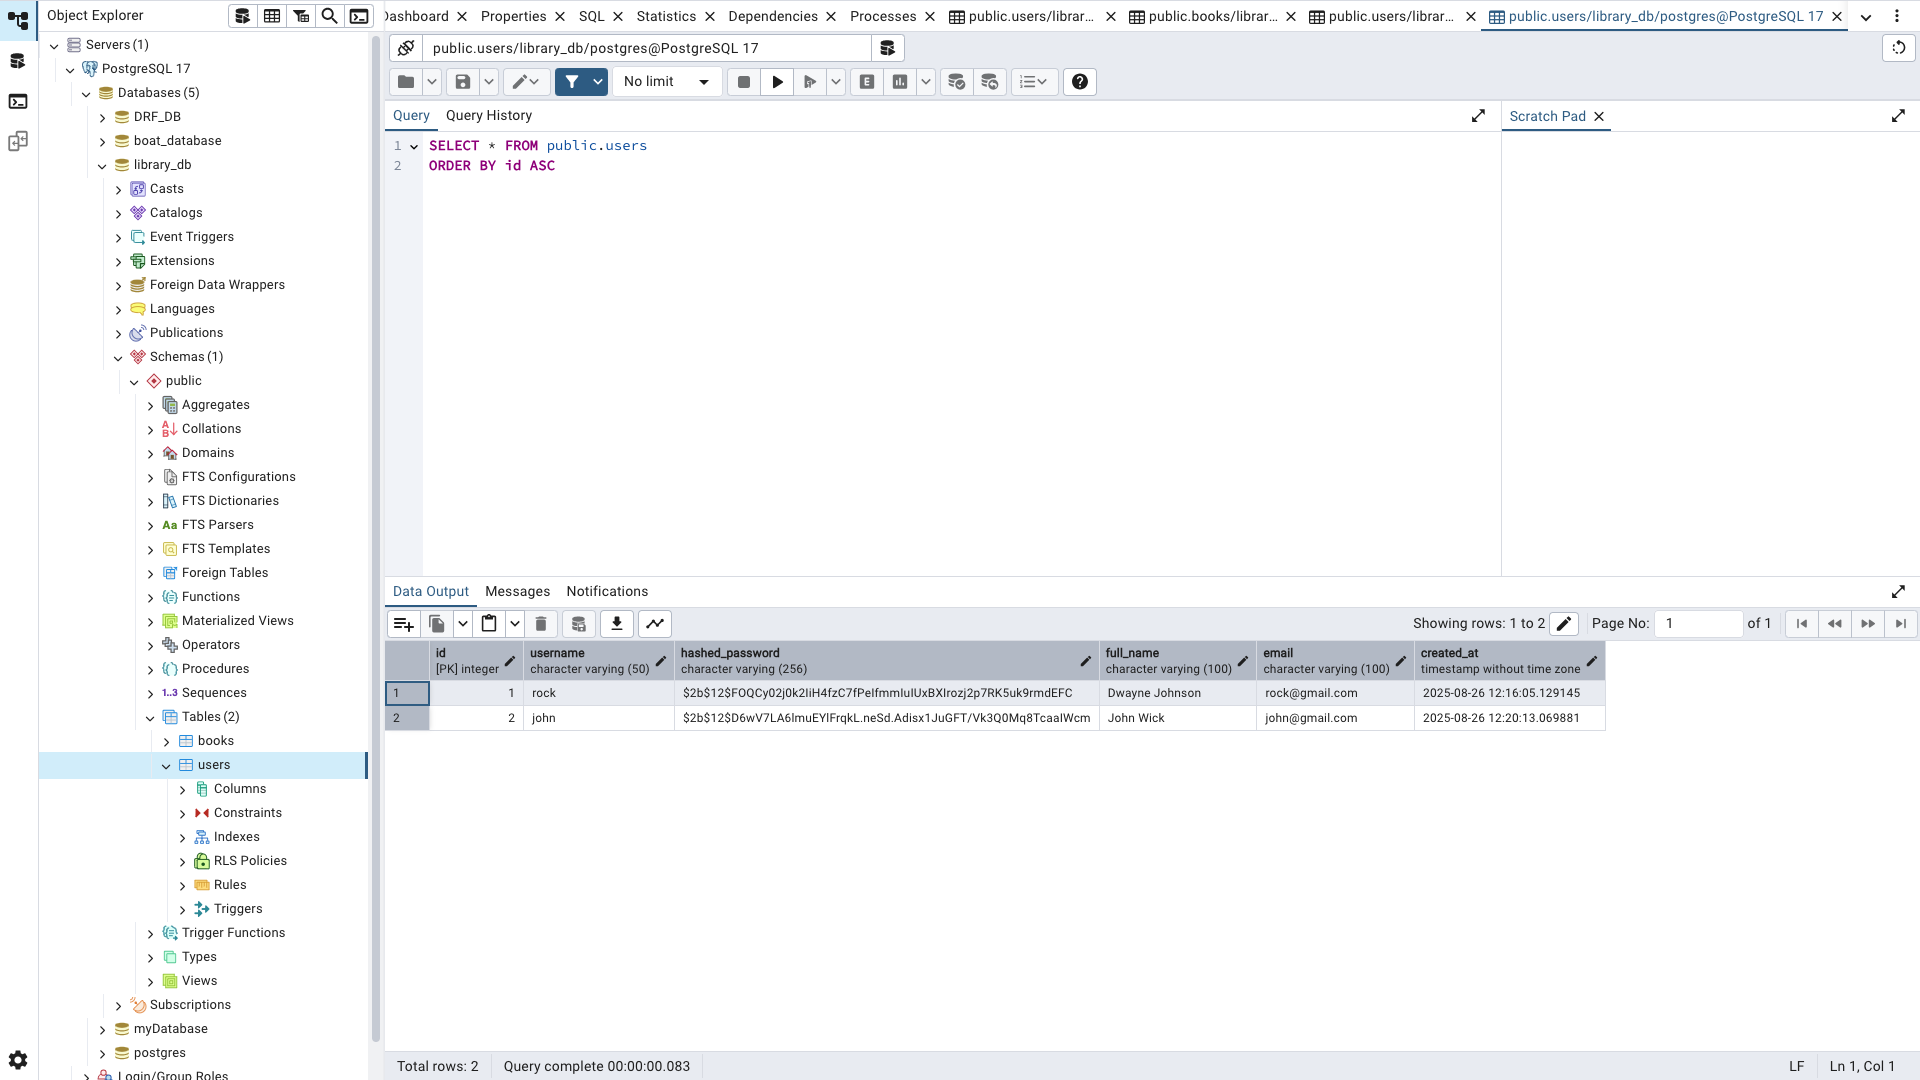 Object Explorer
Dashboard
Properties
SQL
Statistics
Dependencies
Processes
public.users/librar...
public.books/librar...
public.users/librar...
public.users/library_db/postgres@PostgreSQL 17
Servers (1)
PostgreSQL 17
Databases (5)
DRF_DB
boat_database
library_db
Casts
Catalogs
Event Triggers
Extensions
Foreign Data Wrappers
Languages
Publications
Schemas (1)
public
Aggregates
Collations
Domains
FTS Configurations
FTS Dictionaries
Aa FTS Parsers
FTS Templates
Foreign Tables
Functions
Materialized Views
Operators
Procedures
1..3 Sequences
Tables (2)
books
users
Columns
Constraints
Indexes
RLS Policies
Rules
Triggers
Trigger Functions
Types
Views
Subscriptions
myDatabase
postgres
Login/Group Roles
public.users/library_db/postgres@PostgreSQL 17
No limit
E
Query
Query History
Scratch Pad
1 SELECT * FROM public.users
2 ORDER BY id ASC
Data Output
Messages
Notifications
Showing rows: 1 to 2
Page No: 1 of 1
id
[PK] integer
username
character varying (50)
hashed_password
character varying (256)
full_name
character varying (100)
email
character varying (100)
created_at
timestamp without time zone
1 1 rock $2b$12$FOQCy02j0k2IiH4fzC7fPeIfmmIuIUxBXIrozj2p7RK5uk9rmdEFC Dwayne Johnson rock@gmail.com 2025-08-26 12:16:05.129145
2 2 john $2b$12$D6wV7LA6ImuEYIFrqkL.neSd.Adisx1JuGFT/Vk3Q0Mq8TcaaIWcm John Wick john@gmail.com 2025-08-26 12:20:13.069881
Total rows: 2
Query complete 00:00:00.083
LF
Ln 1, Col 1